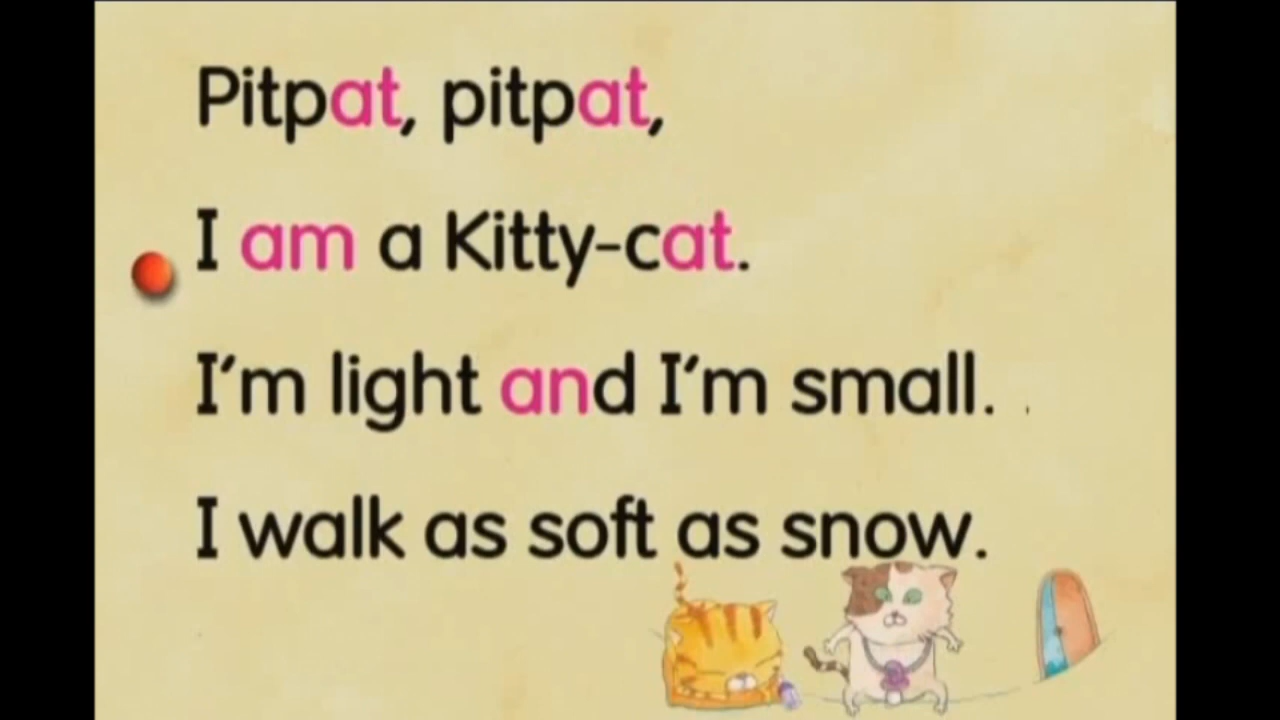 Pitpat, pitpat,
I am a Kitty-cat.
I'm light and I'm small.
I walk as soft as snow.